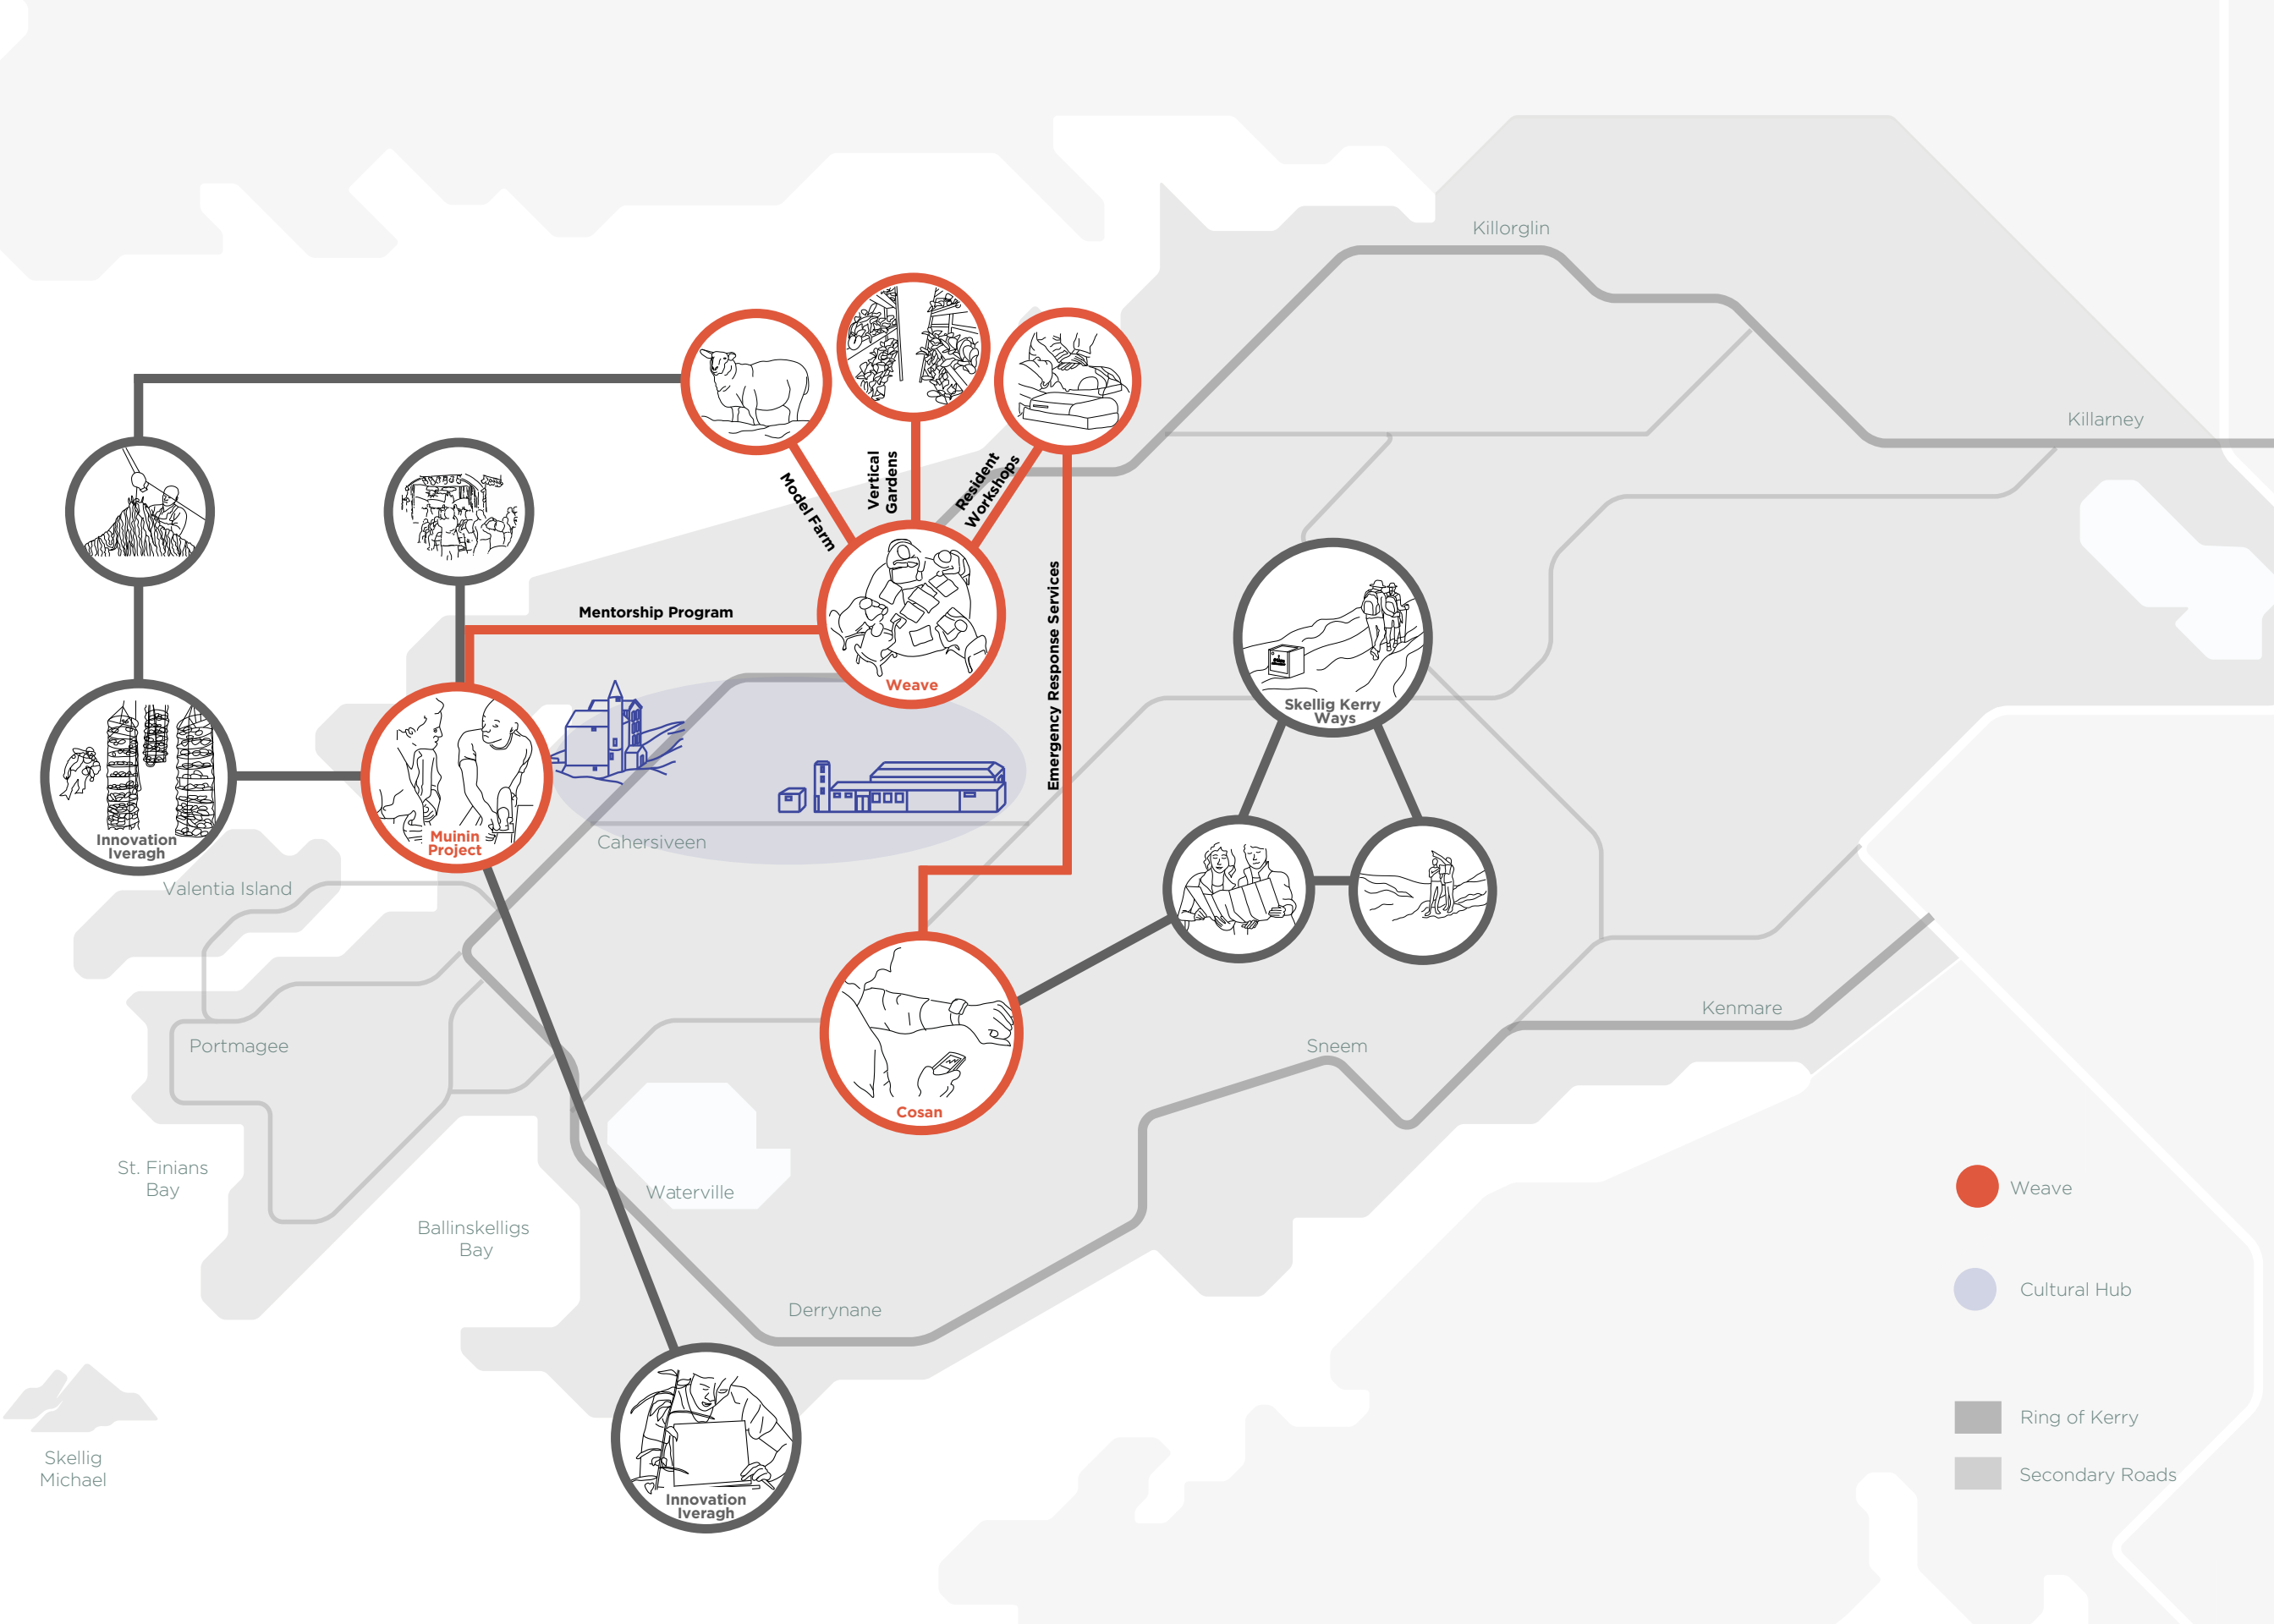 Killorglin
Killarney
Model Farm
Vertical
Gardens
Resident
Workshops
Emergency Response Services
Mentorship Program
Weave
Skellig Kerry
Ways
Innovation
Iveragh
Muinin
Project
Cahersiveen
Valentia Island
Portmagee
Kenmare
Sneem
Cosan
St. Finians
Bay
Waterville
Ballinskelligs
Bay
Derrynane
Skellig
Michael
Innovation
Iveragh
Weave
Cultural Hub
Ring of Kerry
Secondary Roads